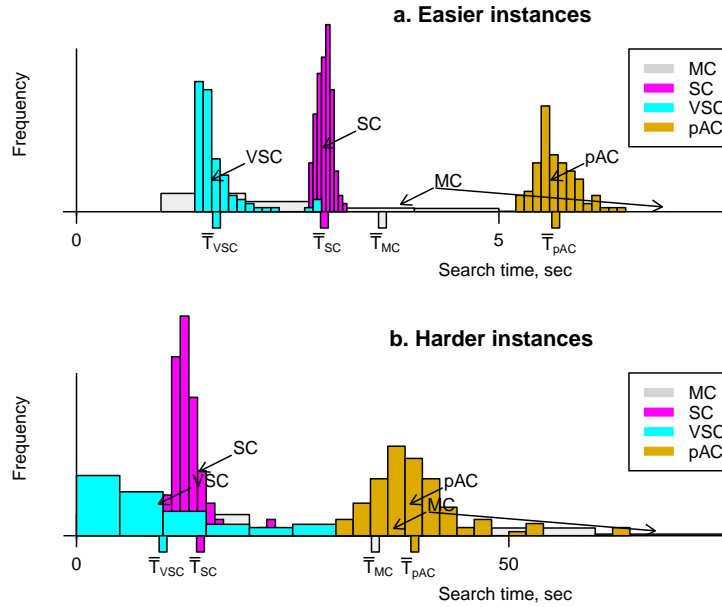 a. Easier instances
Frequency
MC
SC
VSC
pAC
VSC
SC
MC
pAC
0
5
T̿VSC
T̿SC
T̿MC
T̿pAC
Search time, sec
b. Harder instances
Frequency
MC
SC
VSC
pAC
SC
VSC
pAC
MC
0
50
T̿VSC
T̿SC
T̿MC
T̿pAC
Search time, sec